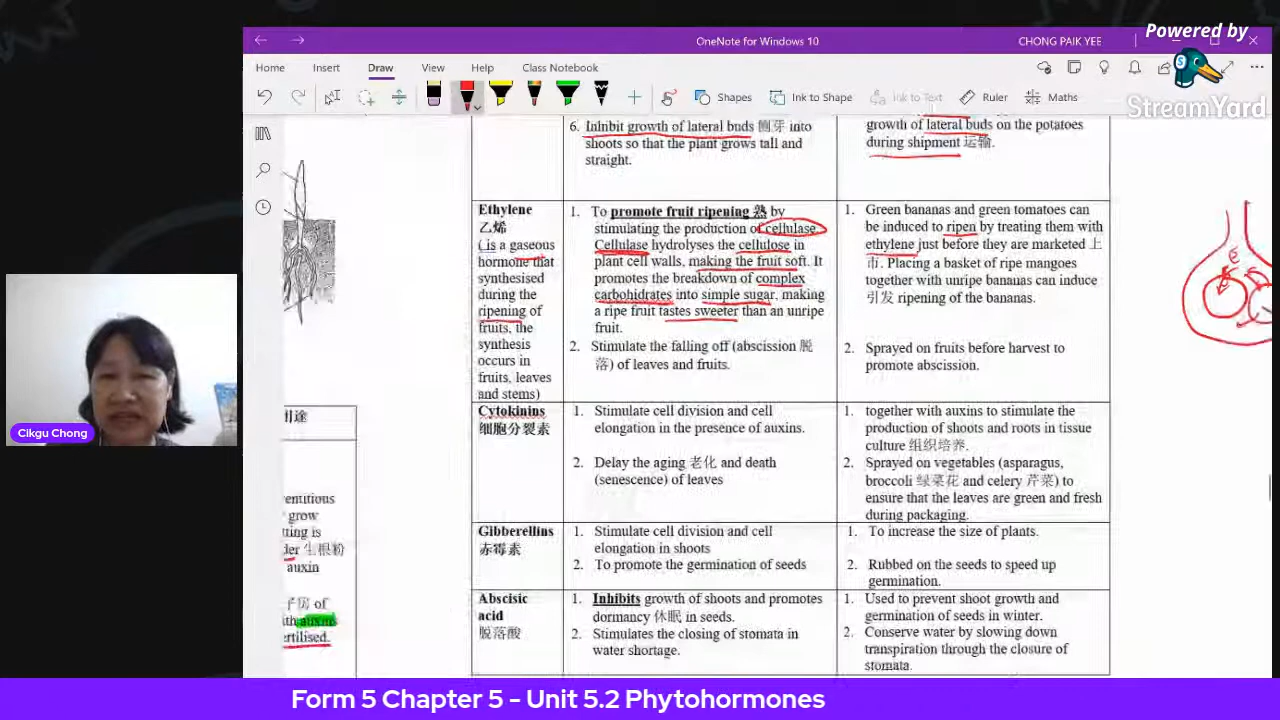 Powered by
StreamYard
OneNote for Windows 10
CHONG PAIK YEE
Home
Insert
Draw
View
Help
Class Notebook
Shapes
Ink to Shape
Ink to Text
Ruler
Maths
6. Inhibit growth of lateral buds 侧芽 into
shoots so that the plant grows tall and
straight.
growth of lateral buds on the potatoes
during shipment 运输.
Ethylene
乙烯
( is a gaseous
hormone that
synthesised
during the
ripening of
fruits, the
synthesis
occurs in
fruits, leaves
and stems)
1. To promote fruit ripening 熟 by
stimulating the production of cellulase.
Cellulase hydrolyses the cellulose in
plant cell walls, making the fruit soft. It
promotes the breakdown of complex
carbohydrates into simple sugar, making
a ripe fruit tastes sweeter than an unripe
fruit.
2. Stimulate the falling off (abscission 脱
落) of leaves and fruits.
1. Green bananas and green tomatoes can
be induced to ripen by treating them with
ethylene just before they are marketed 上
市. Placing a basket of ripe mangoes
together with unripe bananas can induce
引发 ripening of the bananas.
2. Sprayed on fruits before harvest to
promote abscission.
Cytokinins
细胞分裂素
1. Stimulate cell division and cell
elongation in the presence of auxins.
2. Delay the aging 老化 and death
(senescence) of leaves
1. together with auxins to stimulate the
production of shoots and roots in tissue
culture 组织培养.
2. Sprayed on vegetables (asparagus,
broccoli 绿菜花 and celery 芹菜) to
ensure that the leaves are green and fresh
during packaging.
Gibberellins
赤霉素
1. Stimulate cell division and cell
elongation in shoots
2. To promote the germination of seeds
1. To increase the size of plants.
2. Rubbed on the seeds to speed up
germination.
Abscisic
acid
脱落酸
1. Inhibits growth of shoots and promotes
dormancy 休眠 in seeds.
2. Stimulates the closing of stomata in
water shortage.
1. Used to prevent shoot growth and
germination of seeds in winter.
2. Conserve water by slowing down
transpiration through the closure of
stomata.
用途
grow
is
生根粉
auxin
of
auxins
Cikgu Chong
Form 5 Chapter 5 - Unit 5.2 Phytohormones